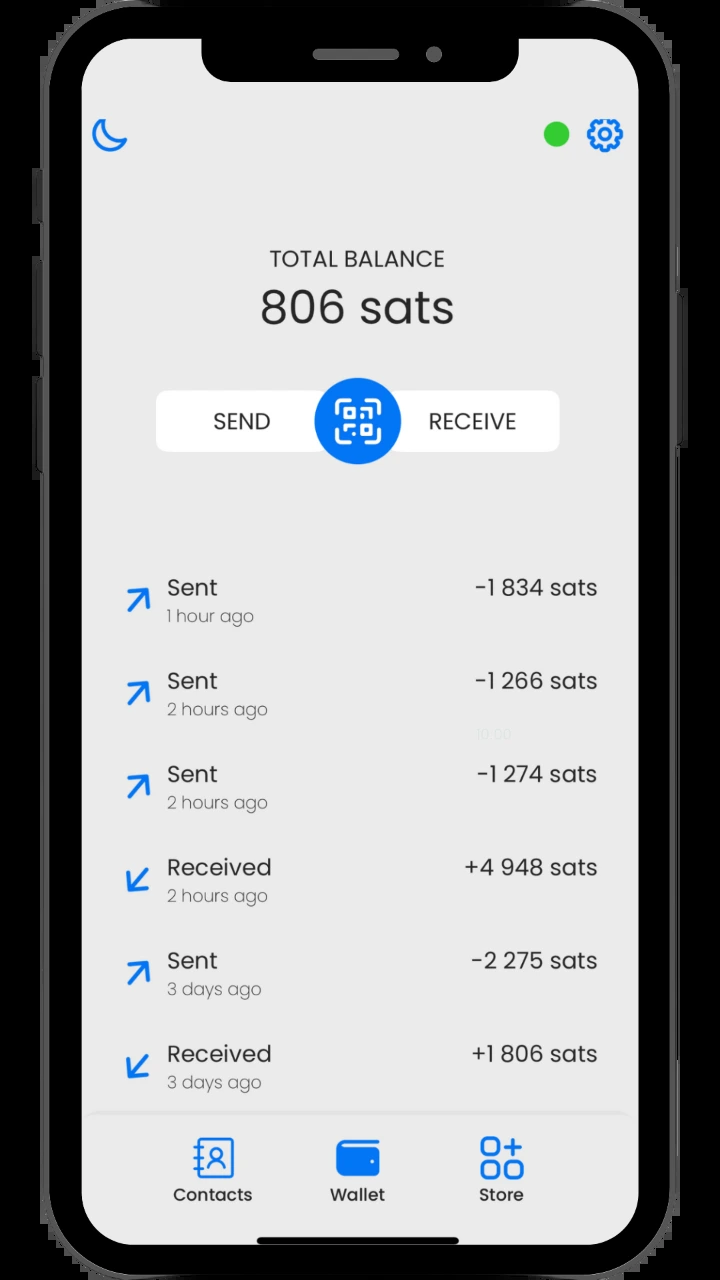 TOTAL BALANCE
806 sats
SEND
RECEIVE
Sent
-1 834 sats
1 hour ago
Sent
-1 266 sats
2 hours ago
Sent
-1 274 sats
2 hours ago
Received
+4 948 sats
2 hours ago
Sent
-2 275 sats
3 days ago
Received
+1 806 sats
3 days ago
Contacts
Wallet
Store